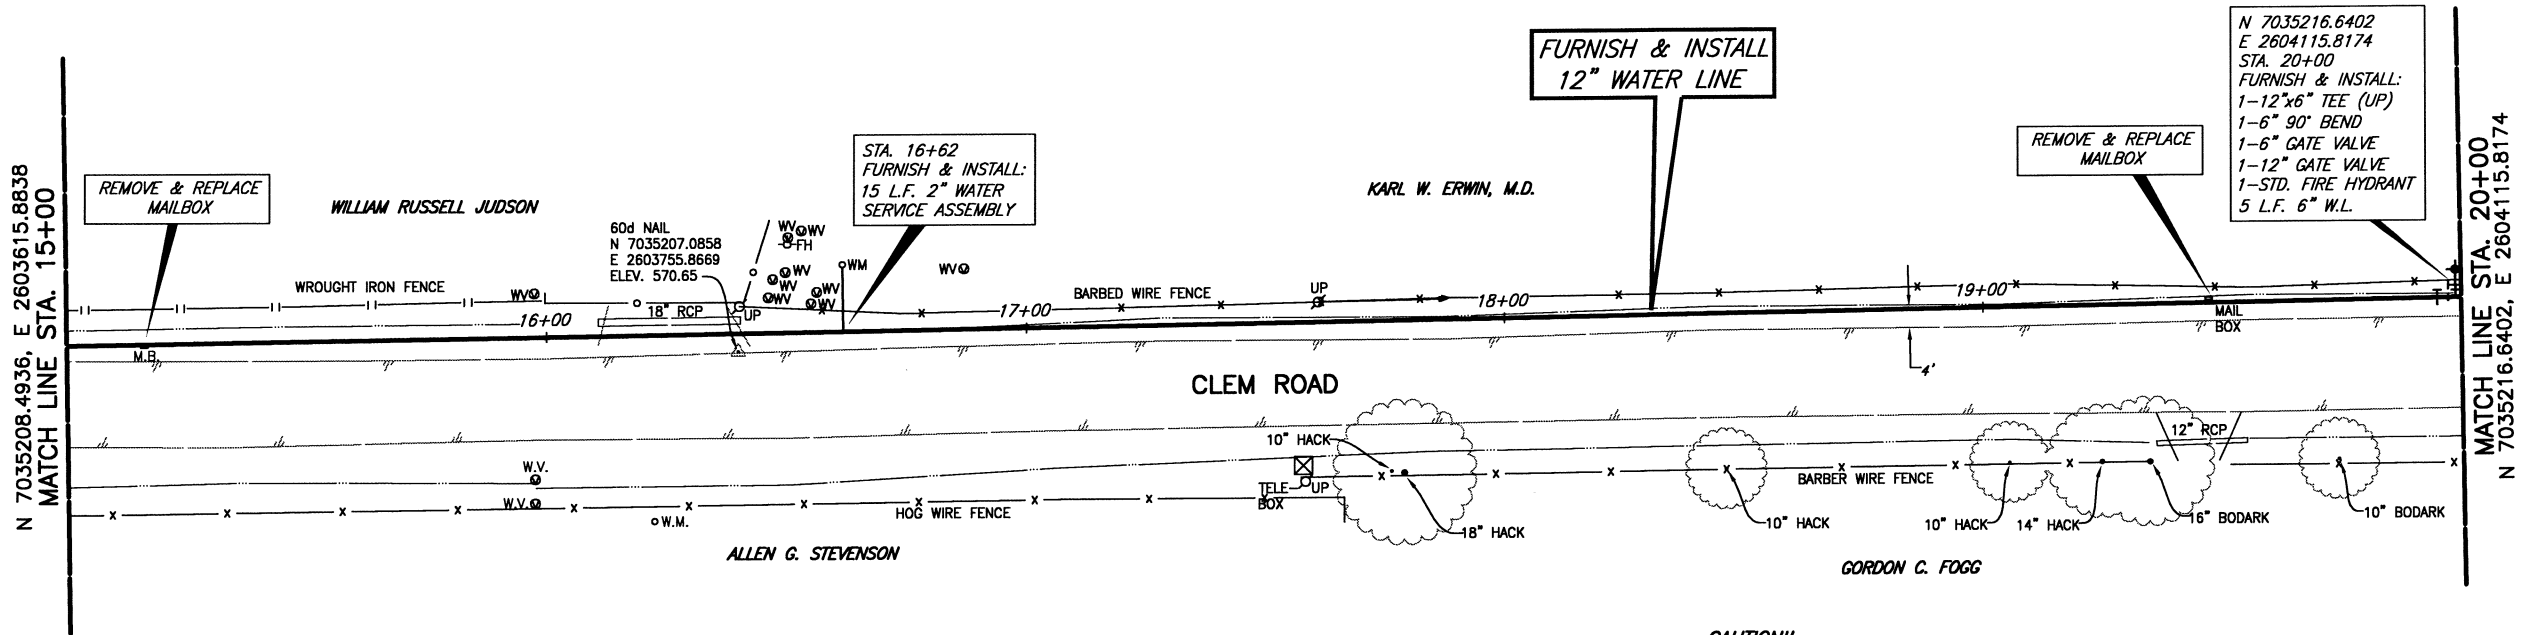 N 7035208.4936, E 2603615.8838
MATCH LINE STA. 15+00
REMOVE & REPLACE
MAILBOX
WILLIAM RUSSELL JUDSON
WROUGHT IRON FENCE
M.B.
WV
16+00
18" RCP
UP
60d NAIL
N 7035207.0858
E 2603755.8669
ELEV. 570.65
WV
WV
FH
WV
WV
WV
WV
WV
WM
STA. 16+62
FURNISH & INSTALL:
15 L.F. 2" WATER
SERVICE ASSEMBLY
WV
17+00
BARBED WIRE FENCE
UP
KARL W. ERWIN, M.D.
18+00
FURNISH & INSTALL
12" WATER LINE
19+00
4'
REMOVE & REPLACE
MAILBOX
MAIL
BOX
N 7035216.6402
E 2604115.8174
STA. 20+00
FURNISH & INSTALL:
1-12"x6" TEE (UP)
1-6" 90° BEND
1-6" GATE VALVE
1-12" GATE VALVE
1-STD. FIRE HYDRANT
5 L.F. 6" W.L.
MATCH LINE STA. 20+00
N 7035216.6402, E 2604115.8174
CLEM ROAD
W.V.
W.V.
W.M.
HOG WIRE FENCE
ALLEN G. STEVENSON
10" HACK
TELE
BOX
UP
18" HACK
10" HACK
BARBER WIRE FENCE
10" HACK
14" HACK
12" RCP
16" BODARK
10" BODARK
GORDON C. FOGG
CAUTION!!